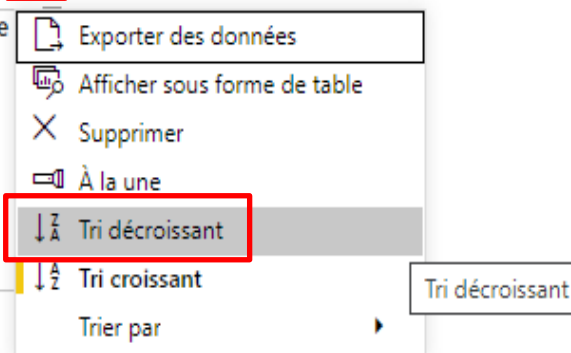 e
Exporter des données
Afficher sous forme de table
Supprimer
À la une
Tri décroissant
Tri croissant
Tri décroissant
Trier par